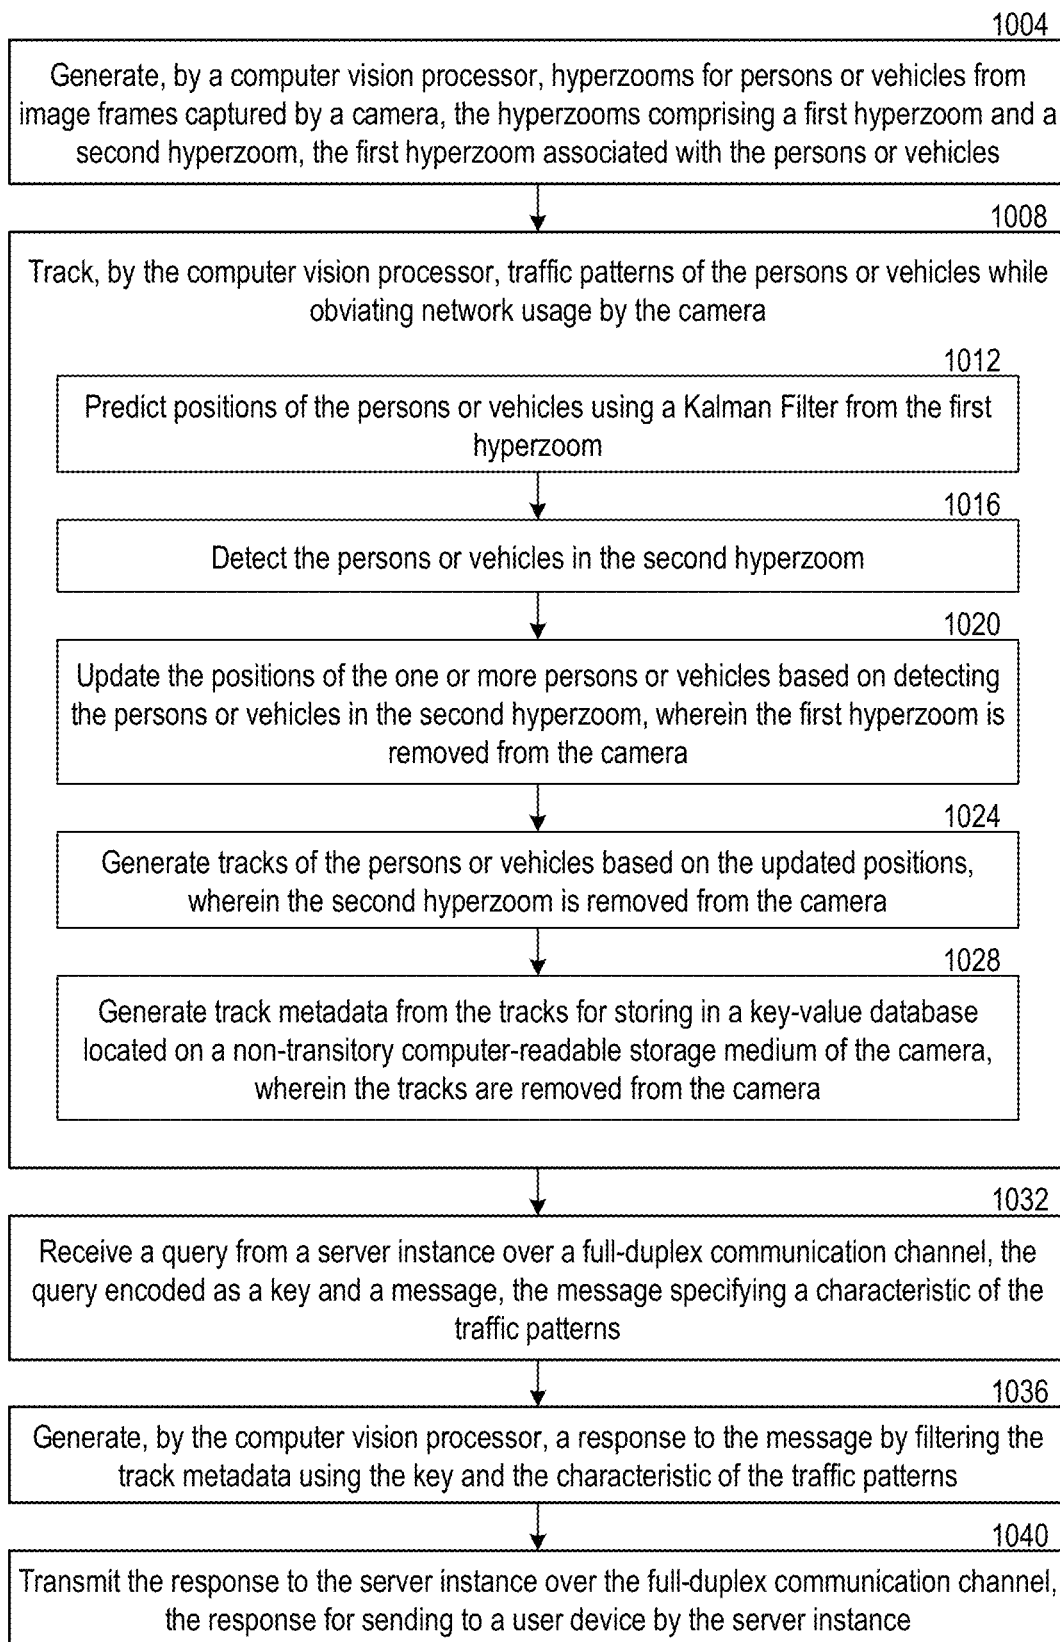 1004
Generate, by a computer vision processor, hyperzooms for persons or vehicles from
image frames captured by a camera, the hyperzooms comprising a first hyperzoom and a
second hyperzoom, the first hyperzoom associated with the persons or vehicles
1008
Track, by the computer vision processor, traffic patterns of the persons or vehicles while
obviating network usage by the camera
1012
Predict positions of the persons or vehicles using a Kalman Filter from the first
hyperzoom
1016
Detect the persons or vehicles in the second hyperzoom
1020
Update the positions of the one or more persons or vehicles based on detecting
the persons or vehicles in the second hyperzoom, wherein the first hyperzoom is
removed from the camera
1024
Generate tracks of the persons or vehicles based on the updated positions,
wherein the second hyperzoom is removed from the camera
1028
Generate track metadata from the tracks for storing in a key-value database
located on a non-transitory computer-readable storage medium of the camera,
wherein the tracks are removed from the camera
1032
Receive a query from a server instance over a full-duplex communication channel, the
query encoded as a key and a message, the message specifying a characteristic of the
traffic patterns
1036
Generate, by the computer vision processor, a response to the message by filtering the
track metadata using the key and the characteristic of the traffic patterns
1040
Transmit the response to the server instance over the full-duplex communication channel,
the response for sending to a user device by the server instance